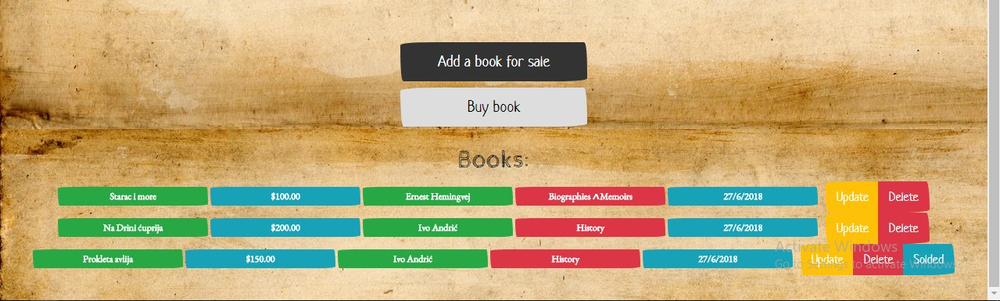 Add a book for sale
Buy book
Books:
Starac i more $100.00 Ernest Hemingvej Biographies ^Memoirs 27/6/2018 Update Delete
Na Drini ćuprija $200.00 Ivo Andrić History 27/6/2018 Update Delete
Prokleta avlija $150.00 Ivo Andrić History 27/6/2018 Update Delete Solded
Activate Windows
Go to Settings to activate Windows.